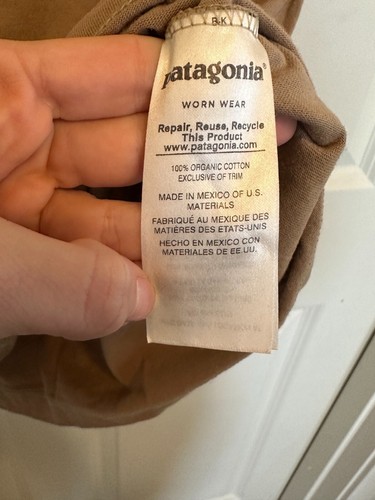 B-K
patagonia®
WORN WEAR
Repair, Reuse, Recycle
This Product
www.patagonia.com
100% ORGANIC COTTON
EXCLUSIVE OF TRIM
MADE IN MEXICO OF U.S.
MATERIALS
FABRIQUÉ AU MEXIQUE DES
MATIÈRES DES ETATS-UNIS
HECHO EN MEXICO CON
MATERIALES DE EE.UU.